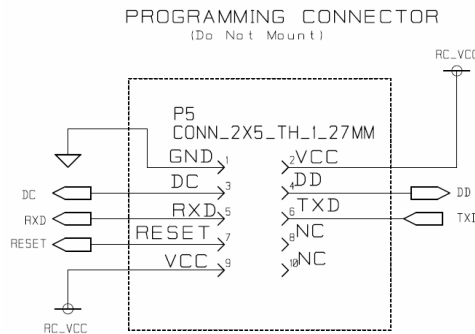 PROGRAMMING CONNECTOR
(Do Not Mount)
RC_VCC
P5
CONN_2X5_TH_1_27MM
GND 1 2 VCC
DC DC 3 4 DD DD
RXD RXD 5 6 TXD TXD
RESET RESET 7 8 NC
VCC 9 10 NC
RC_VCC